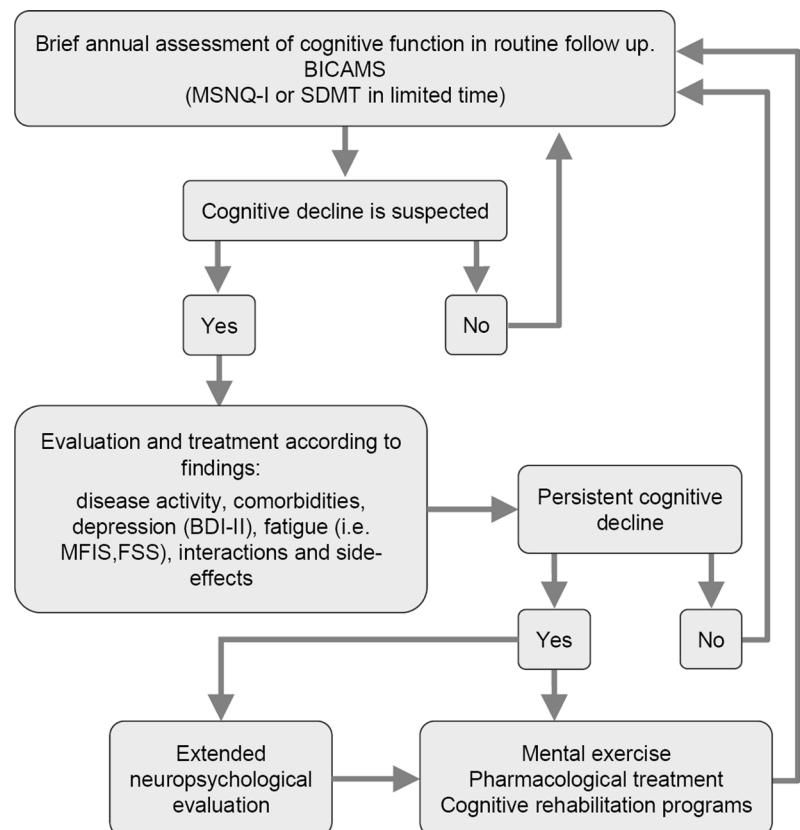 Brief annual assessment of cognitive function in routine follow up.
BICAMS
(MSNQ-I or SDMT in limited time)
Cognitive decline is suspected
Yes
No
Evaluation and treatment according to
findings:
disease activity, comorbidities,
depression (BDI-II), fatigue (i.e.
MFIS,FSS), interactions and side-
effects
Persistent cognitive
decline
Yes
No
Extended
neuropsychological
evaluation
Mental exercise
Pharmacological treatment
Cognitive rehabilitation programs